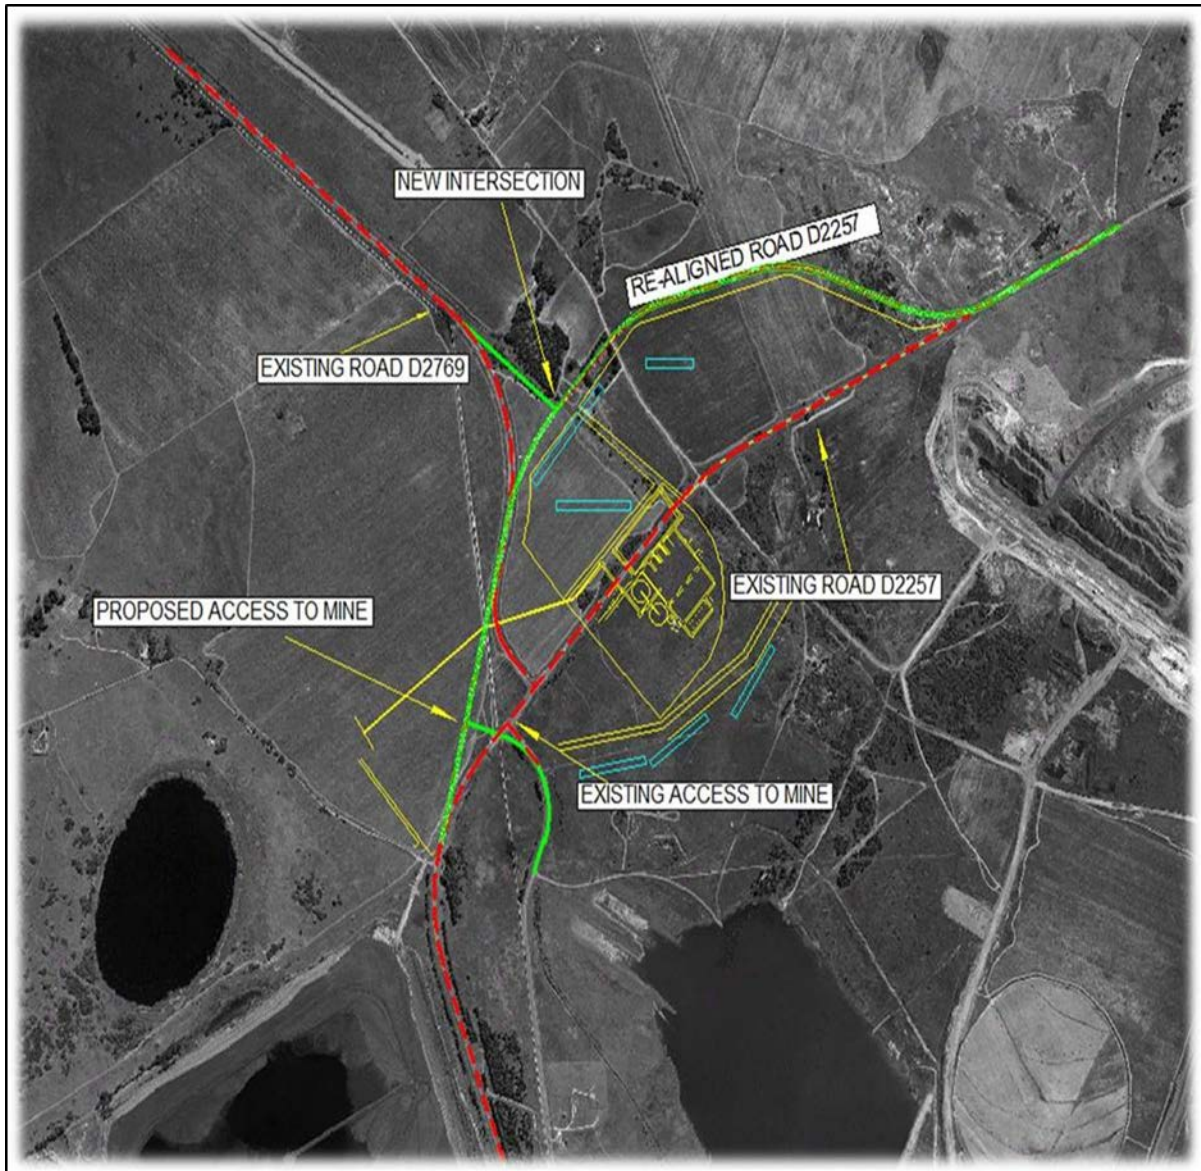 NEW INTERSECTION
RE-ALIGNED ROAD D2257
EXISTING ROAD D2769
EXISTING ROAD D2257
PROPOSED ACCESS TO MINE
EXISTING ACCESS TO MINE